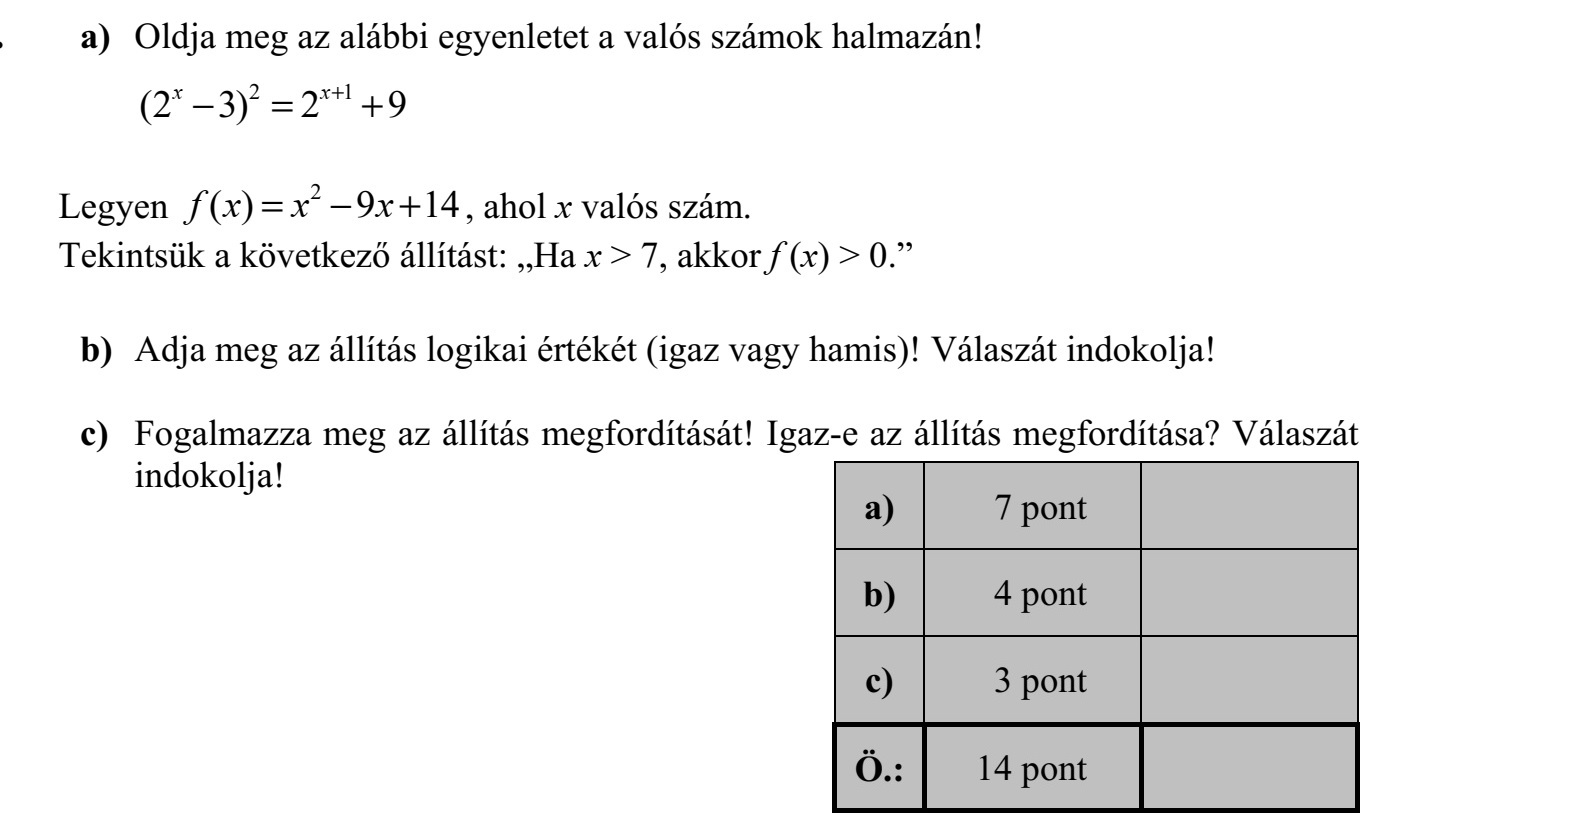 a) Oldja meg az alábbi egyenletet a valós számok halmazán!
(2^x − 3)^2 = 2^{x+1} + 9
Legyen f(x) = x^2 − 9x + 14, ahol x valós szám.
Tekintsük a következő állítást: „Ha x > 7, akkor f(x) > 0.”
b) Adja meg az állítás logikai értékét (igaz vagy hamis)! Válaszát indokolja!
c) Fogalmazza meg az állítás megfordítását! Igaz-e az állítás megfordítása? Válaszát
indokolja!
a) 7 pont
b) 4 pont
c) 3 pont
Ö.: 14 pont